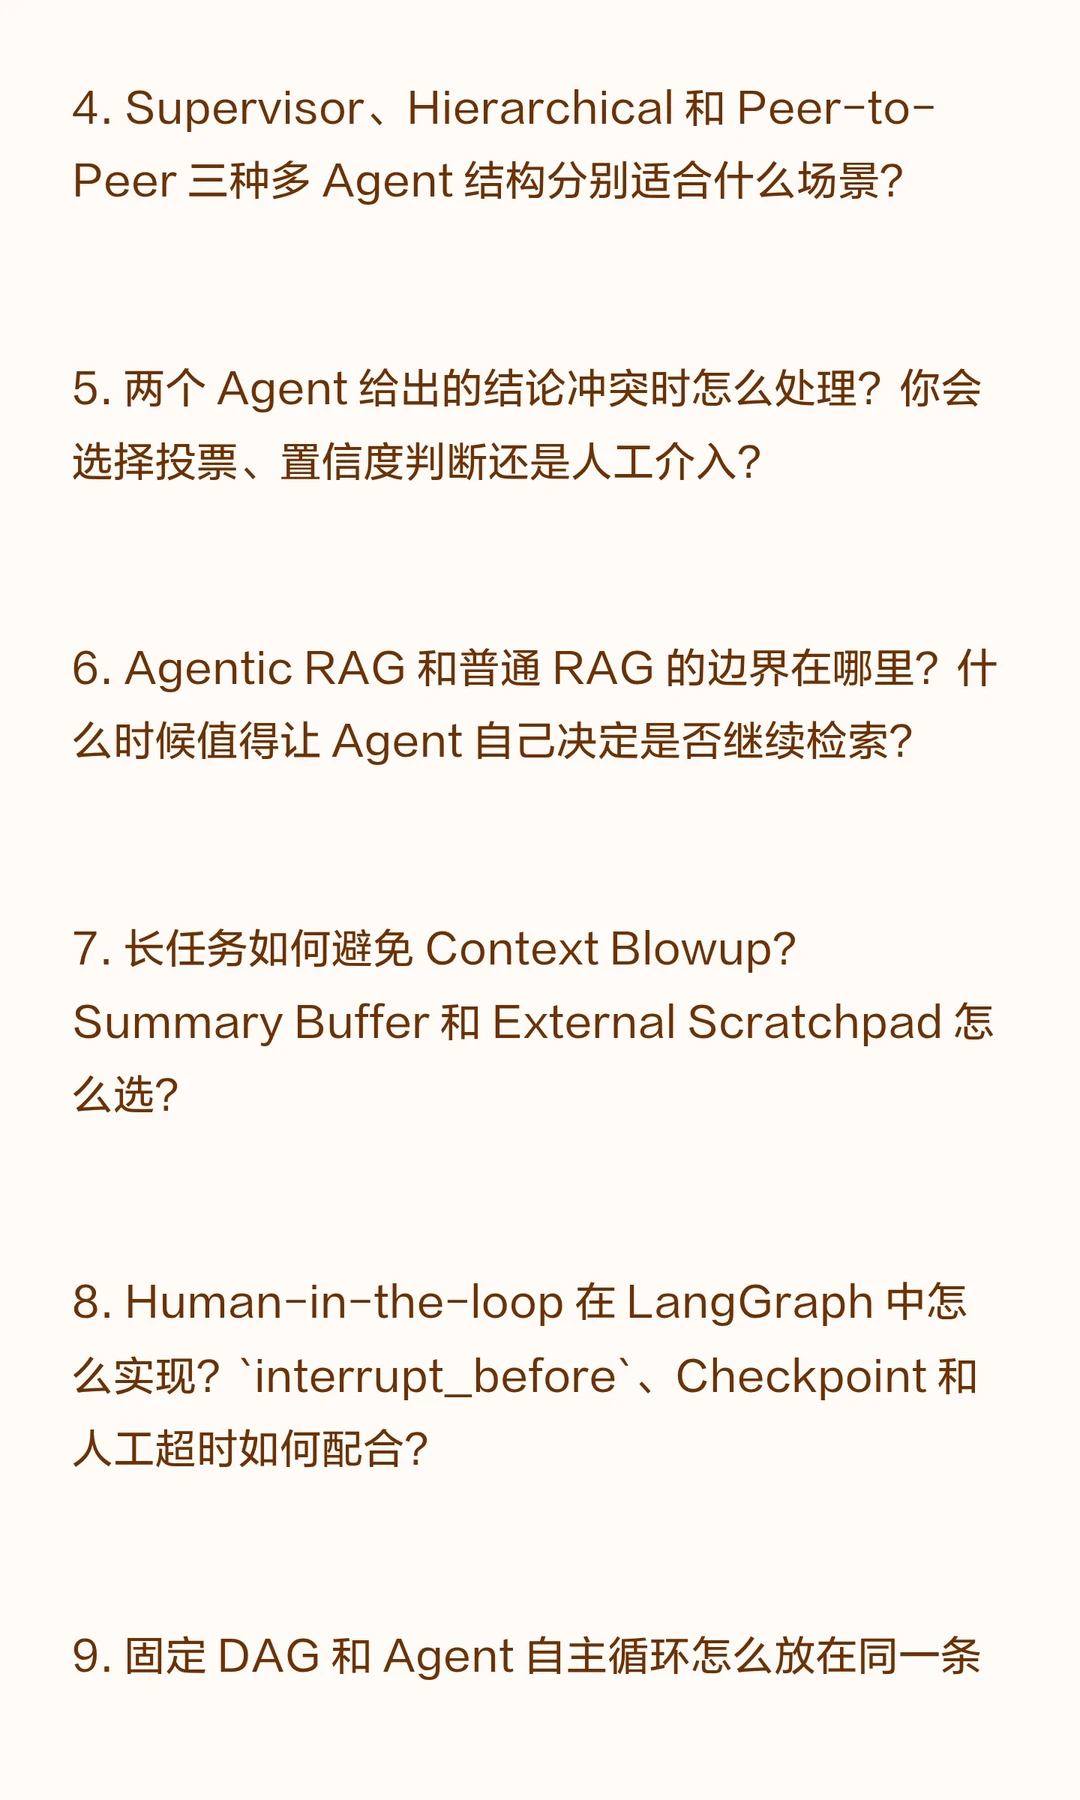 4. Supervisor、Hierarchical 和 Peer-to-
Peer 三种多 Agent 结构分别适合什么场景？
5. 两个 Agent 给出的结论冲突时怎么处理？你会
选择投票、置信度判断还是人工介入？
6. Agentic RAG 和普通 RAG 的边界在哪里？什
么时候值得让 Agent 自己决定是否继续检索？
7. 长任务如何避免 Context Blowup？
Summary Buffer 和 External Scratchpad 怎
么选？
8. Human-in-the-loop 在 LangGraph 中怎
么实现？`interrupt_before`、Checkpoint 和
人工超时如何配合？
9. 固定 DAG 和 Agent 自主循环怎么放在同一条